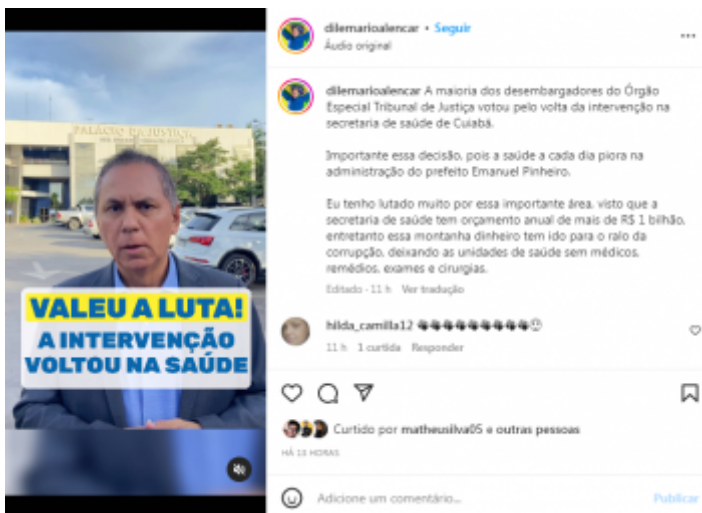 PALÁCIO DA JUSTIÇA
VALEU A LUTA!
A INTERVENÇÃO
VOLTOU NA SAÚDE
dilemarioalencar • Seguir
Áudio original
dilemarioalencar A maioria dos desembargadores do Órgão
Especial Tribunal de Justiça votou pelo volta da intervenção na
secretaria de saúde de Cuiabá.
Importante essa decisão, pois a saúde a cada dia piora na
administração do prefeito Emanuel Pinheiro.
Eu tenho lutado muito por essa importante área, visto que a
secretaria de saúde tem orçamento anual de mais de R$ 1 bilhão,
entretanto essa montanha dinheiro tem ido para o ralo da
corrupção, deixando as unidades de saúde sem médicos,
remédios, exames e cirurgias.
Editado · 11 h Ver tradução
hilda_camilla12
11 h 1 curtida Responder
Curtido por matheusilva05 e outras pessoas
HÁ 13 HORAS
Adicione um comentário...
Publicar